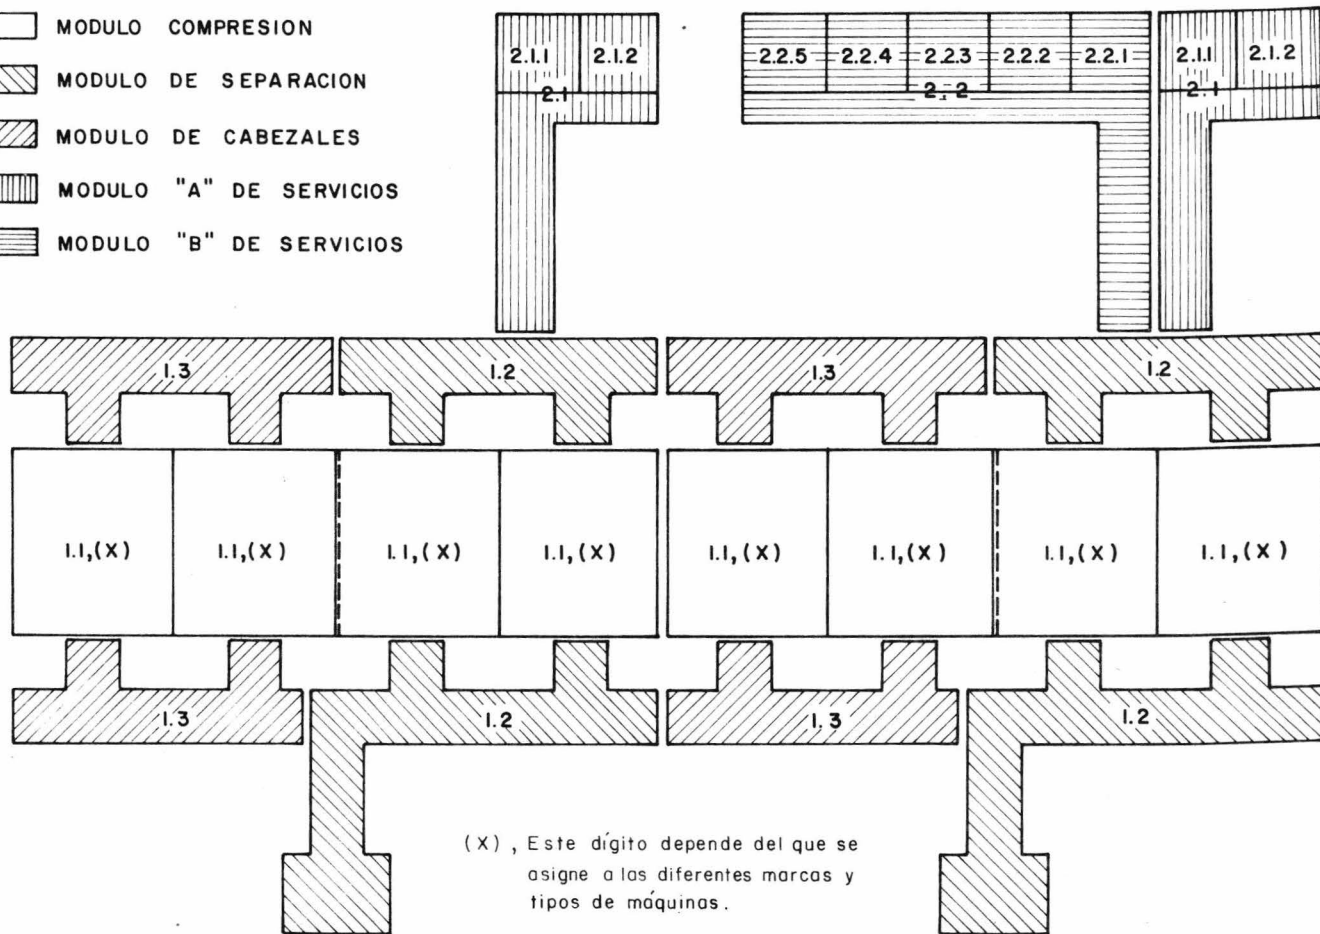 MODULO COMPRESION
MODULO DE SEPARACION
MODULO DE CABEZALES
MODULO "A" DE SERVICIOS
MODULO "B" DE SERVICIOS
2.1.1 2.1.2
2.1
2.2.5 2.2.4 2.2.3 2.2.2 2.2.1
2.2
2.1.1 2.1.2
2.1
1.3 1.2 1.3 1.2
1.1,(X) 1.1,(X) 1.1,(X) 1.1,(X) 1.1,(X) 1.1,(X) 1.1,(X) 1.1,(X)
1.3 1.2 1.3 1.2
(X), Este dígito depende del que se
asigne a las diferentes marcas y
tipos de máquinas.